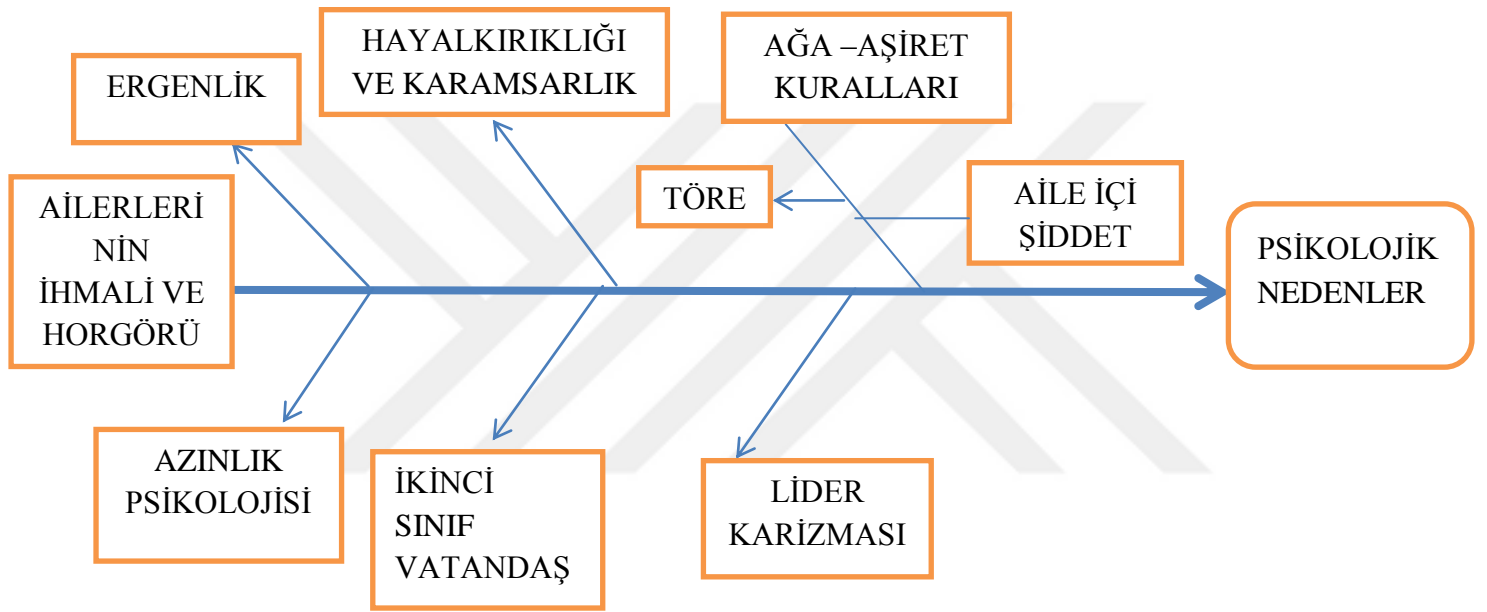 ERGENLİK
HAYALKIRIKLIĞI
VE KARAMSARLIK
AĞA –AŞİRET
KURALLARI
TÖRE
AİLE İÇİ
ŞİDDET
AİLERLERİ
NİN
İHMALİ VE
HORGÖRÜ
PSİKOLOJİK
NEDENLER
AZINLIK
PSİKOLOJİSİ
İKİNCİ
SINIF
VATANDAŞ
LİDER
KARİZMASI